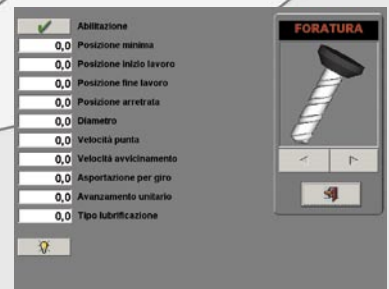 Abilitazione
0,0 Posizione minima
0,0 Posizione inizio lavoro
0,0 Posizione fine lavoro
0,0 Posizione arretrata
0,0 Diametro
0,0 Velocità punta
0,0 Velocità avvicinamento
0,0 Asportazione per giro
0,0 Avanzamento unitario
0,0 Tipo lubrificazione
FORATURA